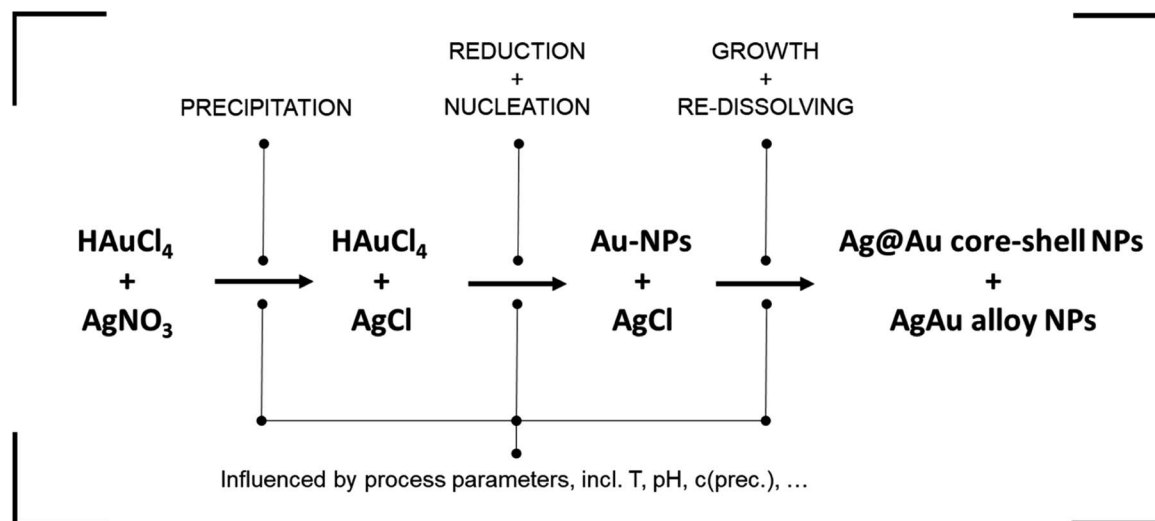 PRECIPITATION
REDUCTION
+
NUCLEATION
GROWTH
+
RE-DISSOLVING
HAuCl₄
+
AgNO₃
HAuCl₄
+
AgCl
Au-NPs
+
AgCl
Ag@Au core-shell NPs
+
AgAu alloy NPs
Influenced by process parameters, incl. T, pH, c(prec.), …